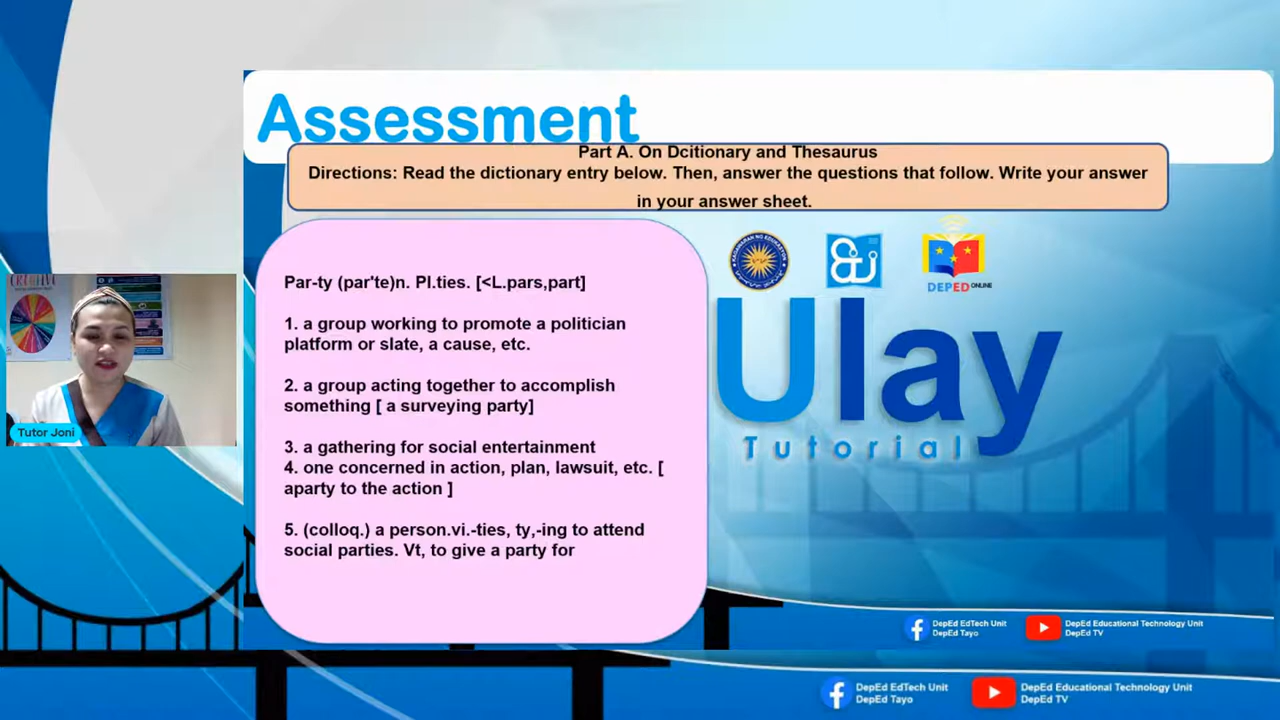 Assessment
Part A. On Dcitionary and Thesaurus
Directions: Read the dictionary entry below. Then, answer the questions that follow. Write your answer
in your answer sheet.
Par-ty (par'te)n. Pl.ties. [<L.pars,part]
1. a group working to promote a politician
platform or slate, a cause, etc.
2. a group acting together to accomplish
something [ a surveying party]
3. a gathering for social entertainment
4. one concerned in action, plan, lawsuit, etc. [
aparty to the action ]
5. (colloq.) a person.vi.-ties, ty,-ing to attend
social parties. Vt, to give a party for
DEPED ONLINE
Ulay
Tutorial
Tutor Joni
DepEd EdTech Unit
DepEd Tayo
DepEd Educational Technology Unit
DepEd TV
DepEd EdTech Unit
DepEd Tayo
DepEd Educational Technology Unit
DepEd TV